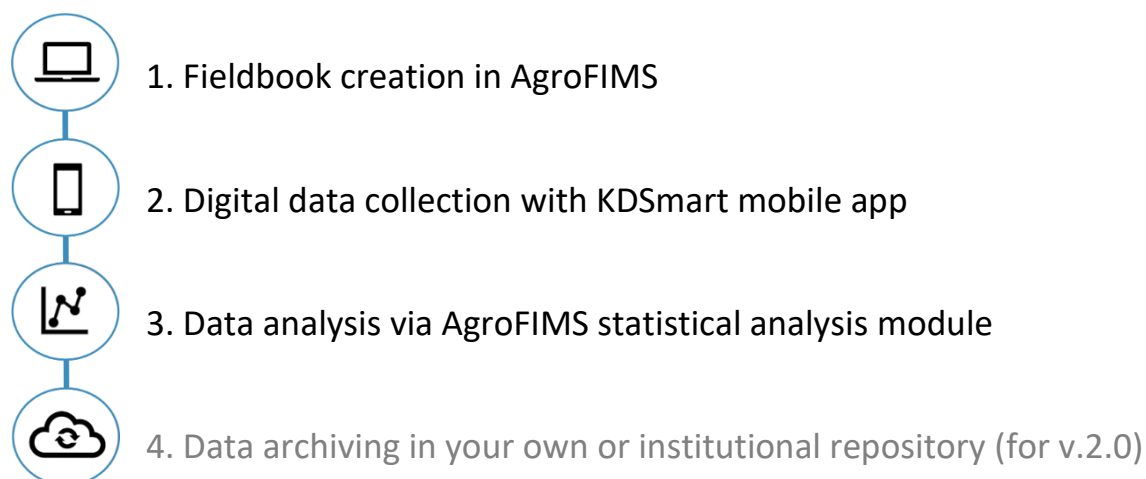 1. Fieldbook creation in AgroFIMS
2. Digital data collection with KDSmart mobile app
3. Data analysis via AgroFIMS statistical analysis module
4. Data archiving in your own or institutional repository (for v.2.0)